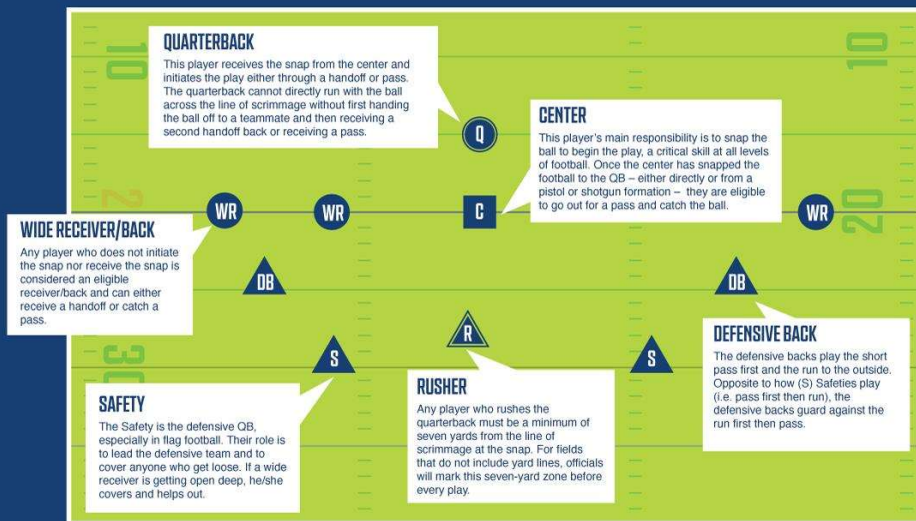 10
10
QUARTERBACK
This player receives the snap from the center and
initiates the play either through a handoff or pass.
The quarterback cannot directly run with the ball
across the line of scrimmage without first handing
the ball off to a teammate and then receiving a
second handoff back or receiving a pass.
Q
CENTER
This player's main responsibility is to snap the
ball to begin the play, a critical skill at all levels
of football. Once the center has snapped the
football to the QB – either directly or from a
pistol or shotgun formation – they are eligible
to go out for a pass and catch the ball.
2
WR
WR
C
WR
20
WIDE RECEIVER/BACK
Any player who does not initiate
the snap nor receive the snap is
considered an eligible
receiver/back and can either
receive a handoff or catch a
pass.
DB
DB
30
S
R
S
DEFENSIVE BACK
The defensive backs play the short
pass first and the run to the outside.
Opposite to how (S) Safeties play
(i.e. pass first then run), the
defensive backs guard against the
run first then pass.
SAFETY
The Safety is the defensive QB,
especially in flag football. Their role is
to lead the defensive team and to
cover anyone who get loose. If a wide
receiver is getting open deep, he/she
covers and helps out.
RUSHER
Any player who rushes the
quarterback must be a minimum of
seven yards from the line of
scrimmage at the snap. For fields
that do not include yard lines, officials
will mark this seven-yard zone before
every play.